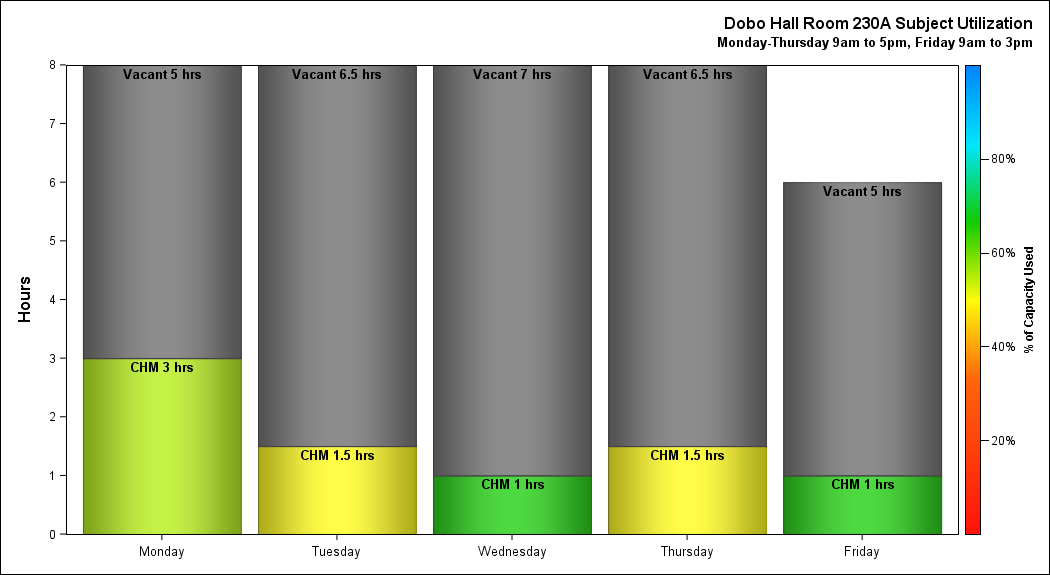 Dobo Hall Room 230A Subject Utilization
Monday-Thursday 9am to 5pm, Friday 9am to 3pm
Hours
8
7
6
5
4
3
2
1
0
Vacant 5 hrs
CHM 3 hrs
Vacant 6.5 hrs
CHM 1.5 hrs
Vacant 7 hrs
CHM 1 hrs
Vacant 6.5 hrs
CHM 1.5 hrs
Vacant 5 hrs
CHM 1 hrs
Monday
Tuesday
Wednesday
Thursday
Friday
80%
60%
40%
20%
% of Capacity Used